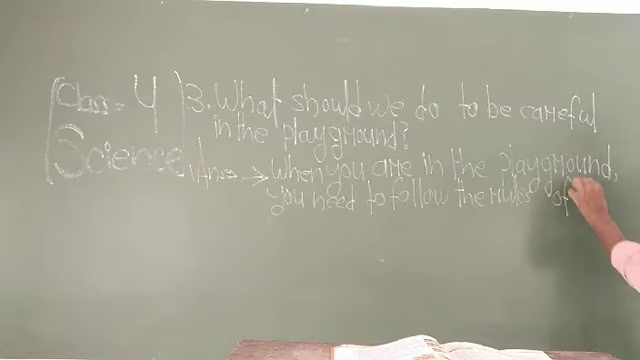 Class = 4
Science
3. What should we do to be careful
in the playground?
Ans → When you are in the playground,
you need to follow the rules of